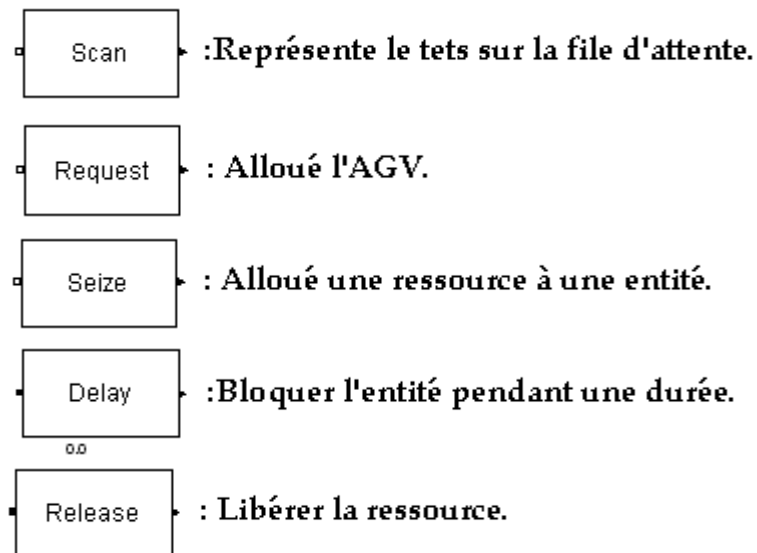 Scan :Représente le tets sur la file d'attente.
Request : Alloué l'AGV.
Seize : Alloué une ressource à une entité.
Delay :Bloquer l'entité pendant une durée.
0.0
Release : Libérer la ressource.